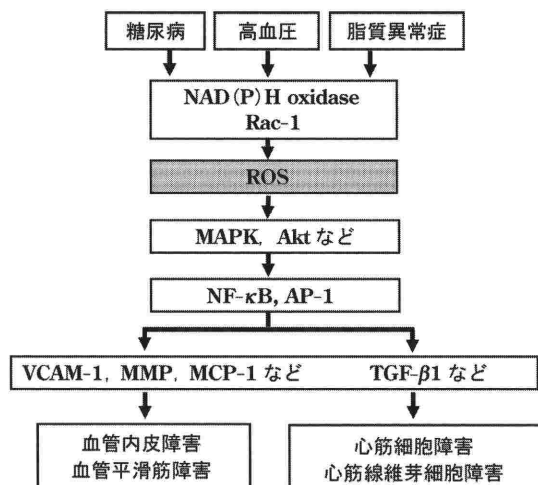 糖尿病
高血圧
脂質異常症
NAD(P)H oxidase
Rac-1
ROS
MAPK, Akt など
NF-κB, AP-1
VCAM-1, MMP, MCP-1 など
TGF-β1 など
血管内皮障害
血管平滑筋障害
心筋細胞障害
心筋線維芽細胞障害